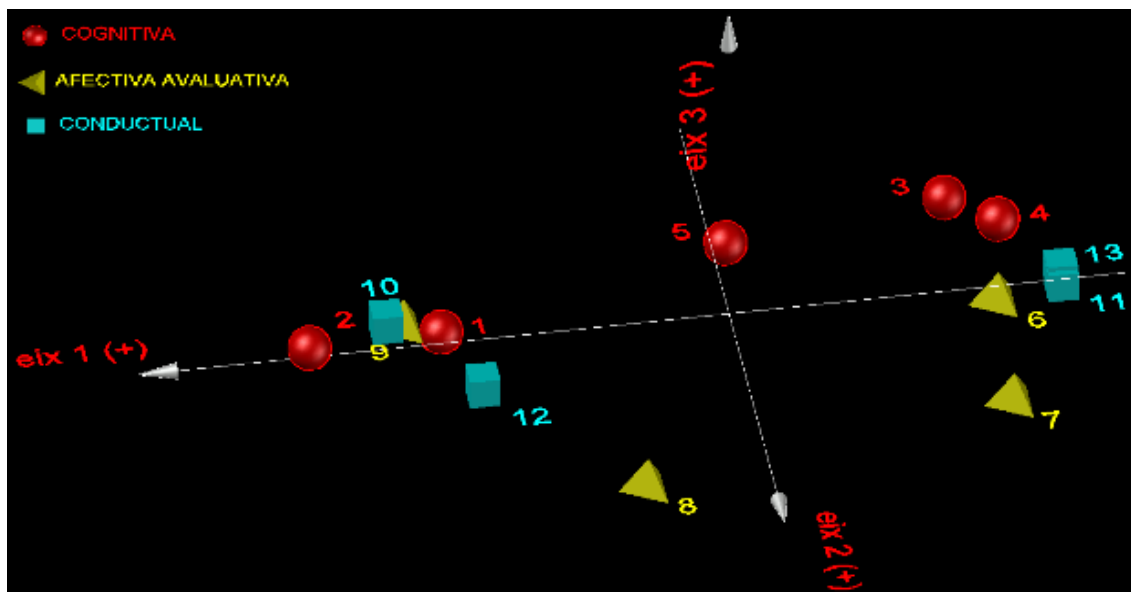 COGNITIVA
AFECTIVA AVALUATIVA
CONDUCTUAL
eix 3 (+)
3
4
5
13
10
11
2
1
6
9
eix 1 (+)
12
7
8
eix 2 (+)